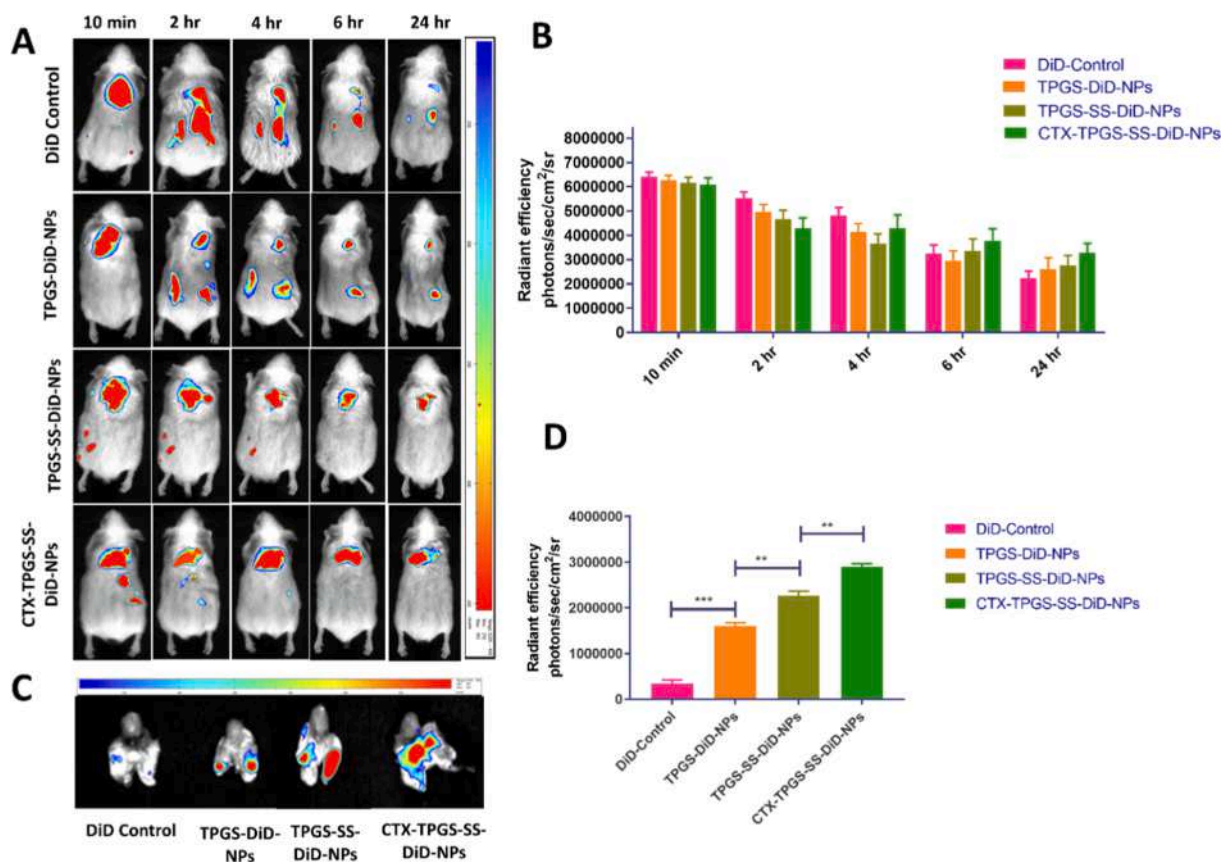 A
10 min
2 hr
4 hr
6 hr
24 hr
DiD Control
TPGS-DiD-NPs
TPGS-SS-DiD-NPs
CTX-TPGS-SS-
DiD-NPs
B
DiD-Control
TPGS-DiD-NPs
TPGS-SS-DiD-NPs
CTX-TPGS-SS-DiD-NPs
Radiant efficiency
photons/sec/cm²/sr
8000000
7000000
6000000
5000000
4000000
3000000
2000000
1000000
0
10 min
2 hr
4 hr
6 hr
24 hr
C
DiD Control
TPGS-DiD-
NPs
TPGS-SS-
DiD-NPs
CTX-TPGS-SS-
DiD-NPs
D
Radiant efficiency
photons/sec/cm²/sr
4000000
3000000
2000000
1000000
0
***
**
**
DiD-Control
TPGS-DiD-NPs
TPGS-SS-DiD-NPs
CTX-TPGS-SS-DiD-NPs
DiD-Control
TPGS-DiD-NPs
TPGS-SS-DiD-NPs
CTX-TPGS-SS-DiD-NPs